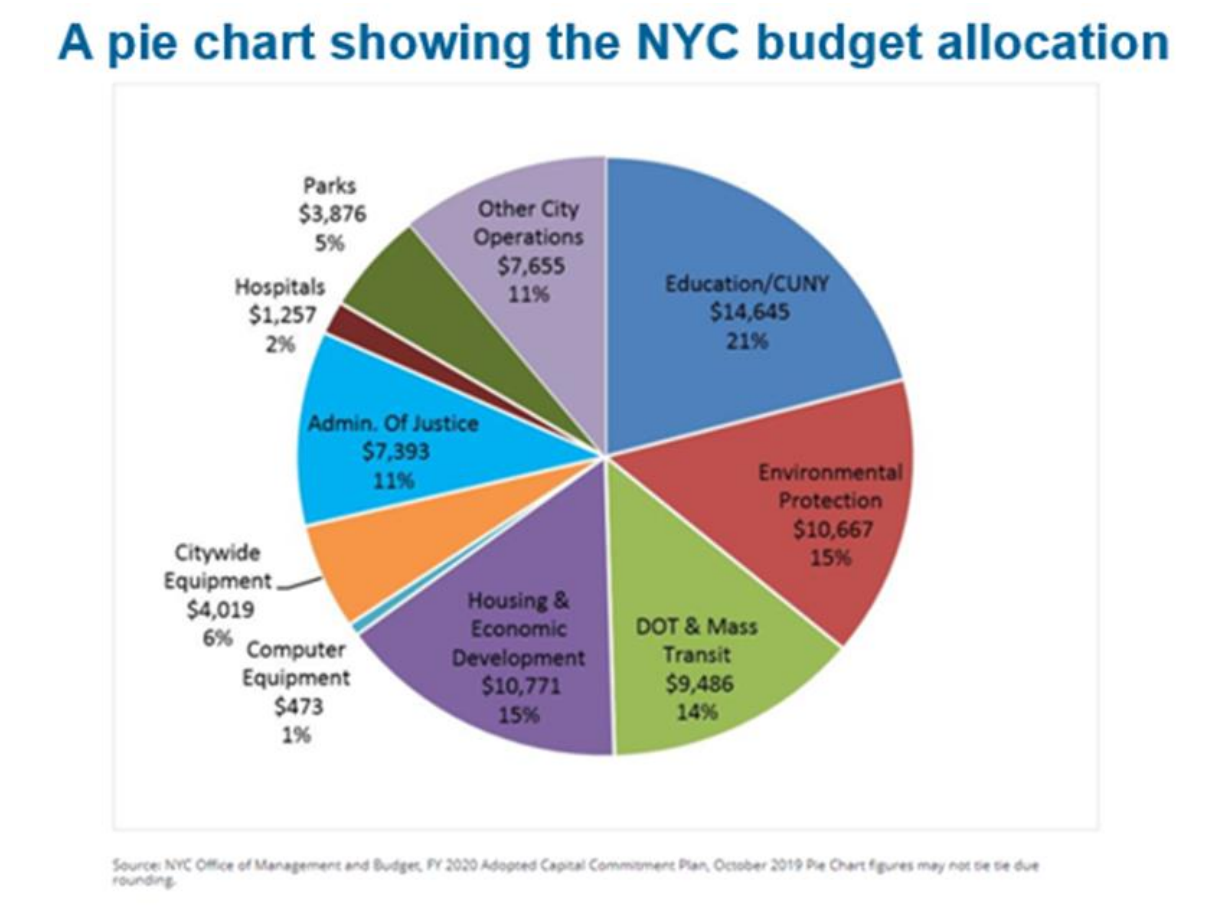 A pie chart showing the NYC budget allocation
Parks
$3,876
5%
Other City
Operations
$7,655
11%
Education/CUNY
$14,645
21%
Hospitals
$1,257
2%
Admin. Of Justice
$7,393
11%
Environmental
Protection
$10,667
15%
Citywide
Equipment
$4,019
6%
Computer
Equipment
$473
1%
Housing &
Economic
Development
$10,771
15%
DOT & Mass
Transit
$9,486
14%
Source: NYC Office of Management and Budget, FY 2020 Adopted Capital Commitment Plan, October 2019 Pie Chart figures may not tie tie due
rounding.